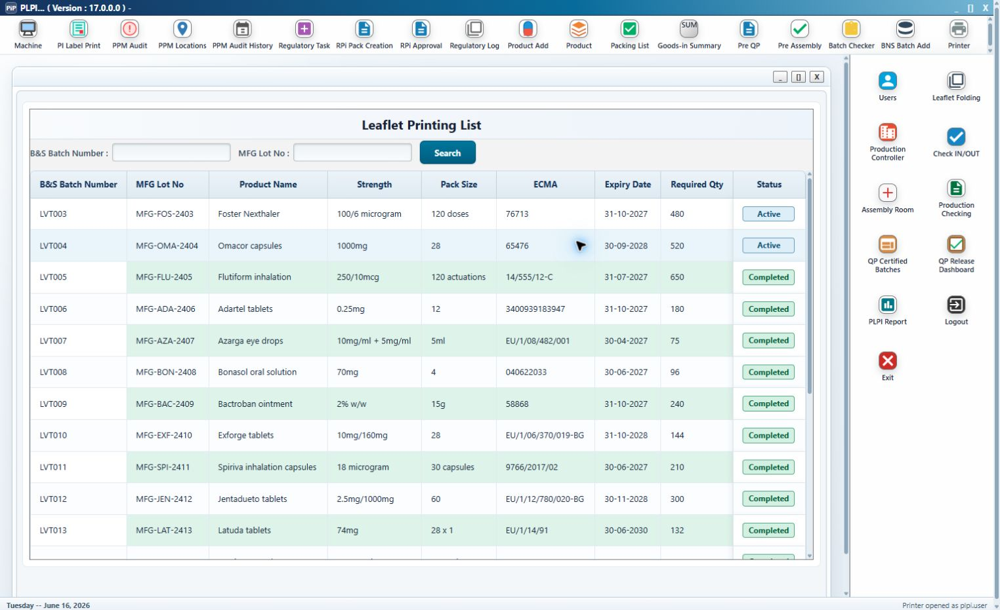 PiP PLPI... ( Version : 17.0.0.0 ) -
_ [] X
Machine
PI Label Print
PPM Audit
PPM Locations
PPM Audit History
Regulatory Task
RPi Pack Creation
RPi Approval
Regulatory Log
Product Add
Product
Packing List
SUM
Goods-in Summary
Pre QP
Pre Assembly
Batch Checker
BNS Batch Add
Printer
_ [] X
Leaflet Printing List
B&S Batch Number : MFG Lot No : Search
B&S Batch Number MFG Lot No Product Name Strength Pack Size ECMA Expiry Date Required Qty Status
LVT003 MFG-FOS-2403 Foster Nexthaler 100/6 microgram 120 doses 76713 31-10-2027 480 Active
LVT004 MFG-OMA-2404 Omacor capsules 1000mg 28 65476 30-09-2028 520 Active
LVT005 MFG-FLU-2405 Flutiform inhalation 250/10mcg 120 actuations 14/555/12-C 31-07-2027 650 Completed
LVT006 MFG-ADA-2406 Adartel tablets 0.25mg 12 3400939183947 31-10-2027 180 Completed
LVT007 MFG-AZA-2407 Azarga eye drops 10mg/ml + 5mg/ml 5ml EU/1/08/482/001 30-04-2027 75 Completed
LVT008 MFG-BON-2408 Bonasol oral solution 70mg 4 040622033 30-06-2027 96 Completed
LVT009 MFG-BAC-2409 Bactroban ointment 2% w/w 15g 58868 31-10-2027 240 Completed
LVT010 MFG-EXF-2410 Exforge tablets 10mg/160mg 28 EU/1/06/370/019-BG 31-10-2028 144 Completed
LVT011 MFG-SPI-2411 Spiriva inhalation capsules 18 microgram 30 capsules 9766/2017/02 30-06-2027 210 Completed
LVT012 MFG-JEN-2412 Jentadueto tablets 2.5mg/1000mg 60 EU/1/12/780/020-BG 30-11-2028 300 Completed
LVT013 MFG-LAT-2413 Latuda tablets 74mg 28 x 1 EU/1/14/91 30-06-2030 132 Completed
Users
Leaflet Folding
Production
Controller
Check IN/OUT
Assembly Room
Production
Checking
QP Certified
Batches
QP Release
Dashboard
PLPI Report
Logout
Exit
Tuesday -- June 16, 2026
Printer opened as plpi.user